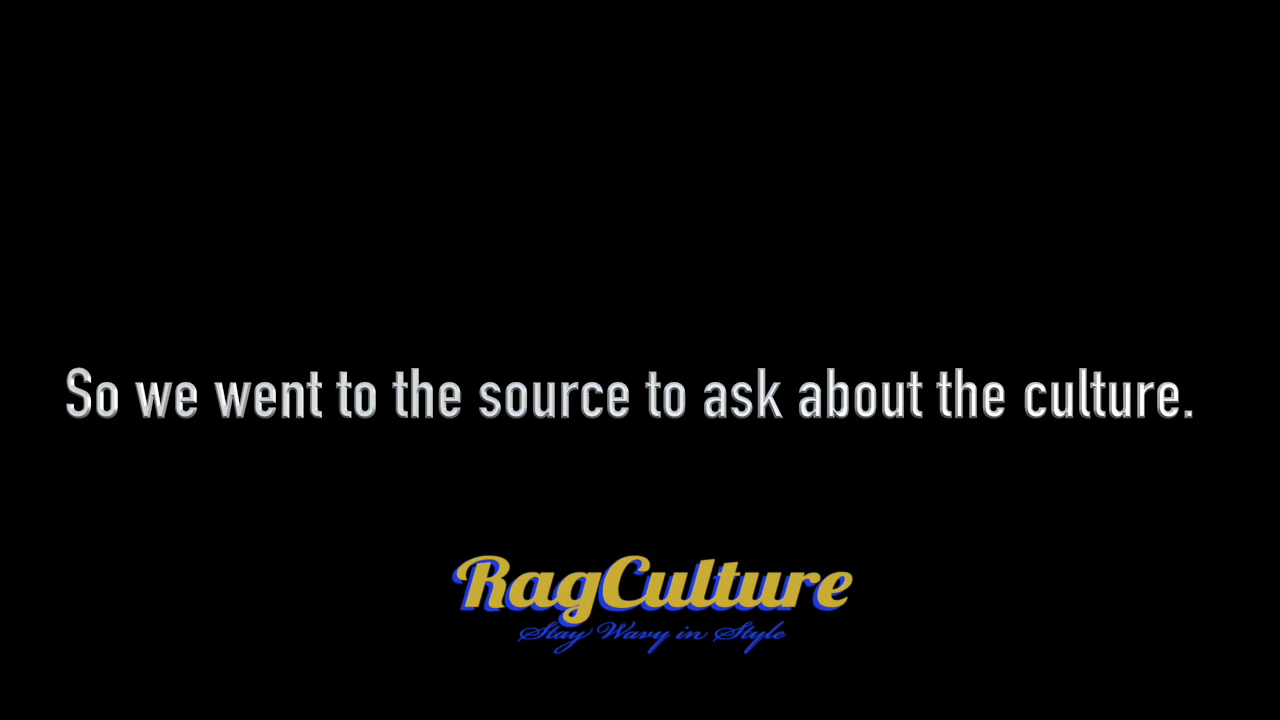 So we went to the source to ask about the culture.
RagCulture
Stay Wavy in Style